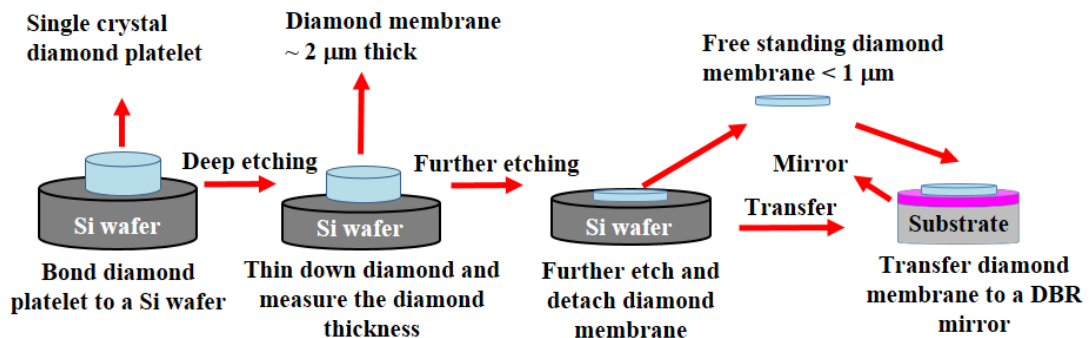 Single crystal
diamond platelet
Diamond membrane
~ 2 μm thick
Free standing diamond
membrane < 1 μm
Deep etching
Further etching
Mirror
Transfer
Si wafer
Si wafer
Si wafer
Substrate
Bond diamond
platelet to a Si wafer
Thin down diamond and
measure the diamond
thickness
Further etch and
detach diamond
membrane
Transfer diamond
membrane to a DBR
mirror